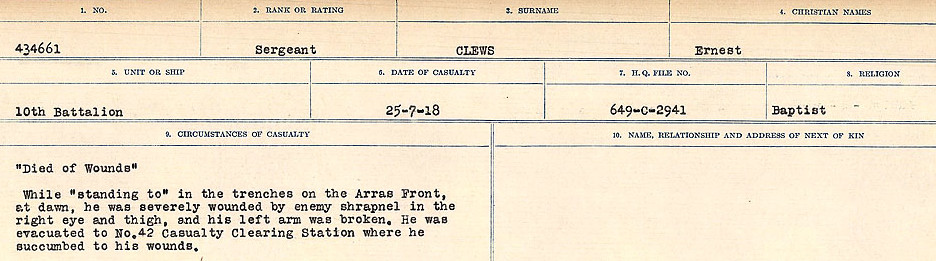 1. NO. 2. RANK OR RATING 3. SURNAME 4. CHRISTIAN NAMES
434661 Sergeant CLEWS Ernest
5. UNIT OR SHIP 6. DATE OF CASUALTY 7. H.Q. FILE NO. 8. RELIGION
10th Battalion 25-7-18 649-C-2941 Baptist
9. CIRCUMSTANCES OF CASUALTY 10. NAME, RELATIONSHIP AND ADDRESS OF NEXT OF KIN
"Died of Wounds"
While "standing to" in the trenches on the Arras Front,
at dawn, he was severely wounded by enemy shrapnel in the
right eye and thigh, and his left arm was broken. He was
evacuated to No.42 Casualty Clearing Station where he
succumbed to his wounds.